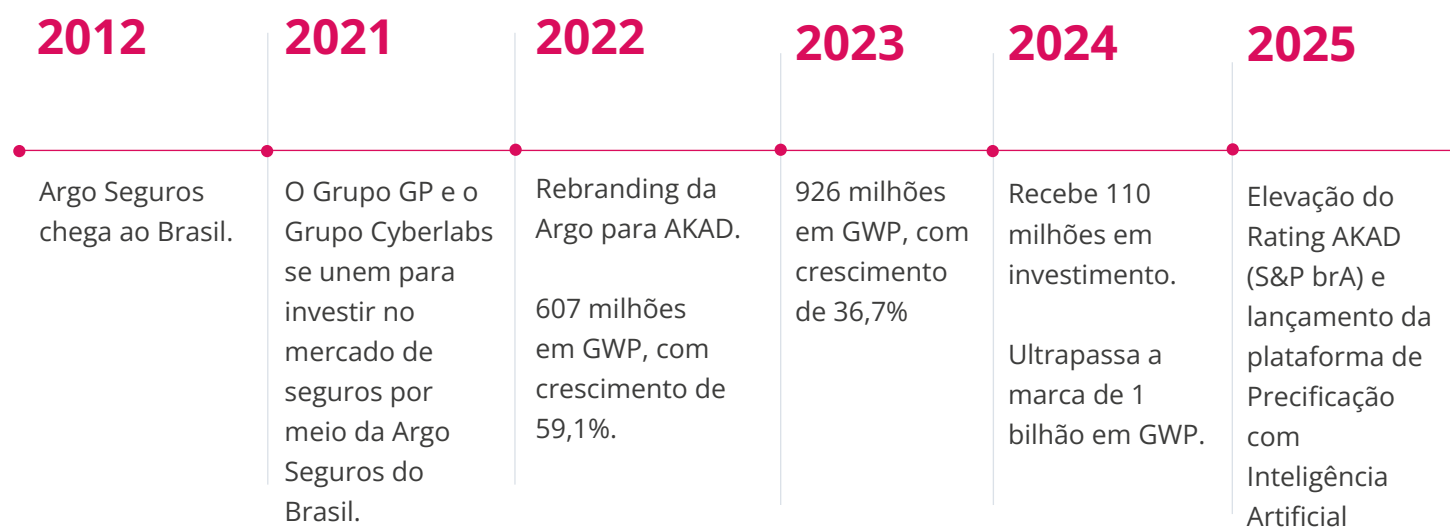 2012
Argo Seguros
chega ao Brasil.
2021
O Grupo GP e o
Grupo Cyberlabs
se unem para
investir no
mercado de
seguros por
meio da Argo
Seguros do
Brasil.
2022
Rebranding da
Argo para AKAD.
607 milhões
em GWP, com
crescimento de
59,1%.
2023
926 milhões
em GWP, com
crescimento
de 36,7%
2024
Recebe 110
milhões em
investimento.
Ultrapassa a
marca de 1
bilhão em GWP.
2025
Elevação do
Rating AKAD
(S&P brA) e
lançamento da
plataforma de
Precificação
com
Inteligência
Artificial